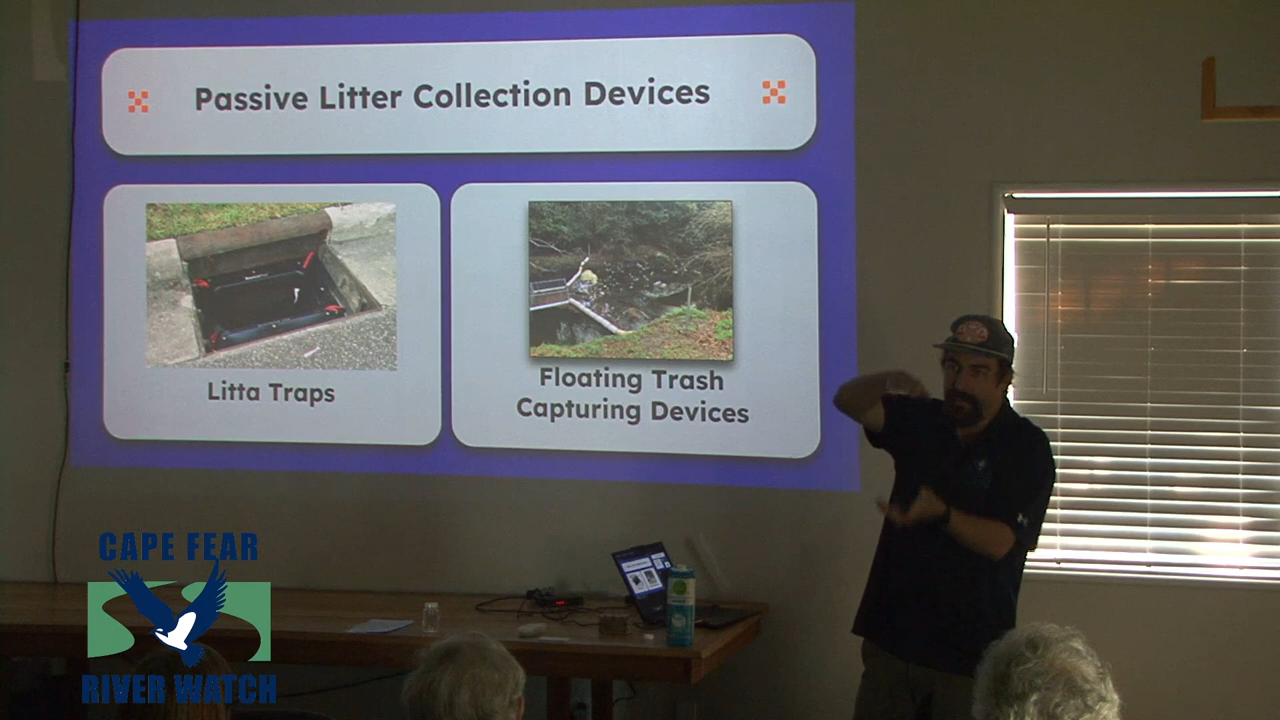 Passive Litter Collection Devices
Litta Traps
Floating Trash
Capturing Devices
CAPE FEAR
RIVER WATCH